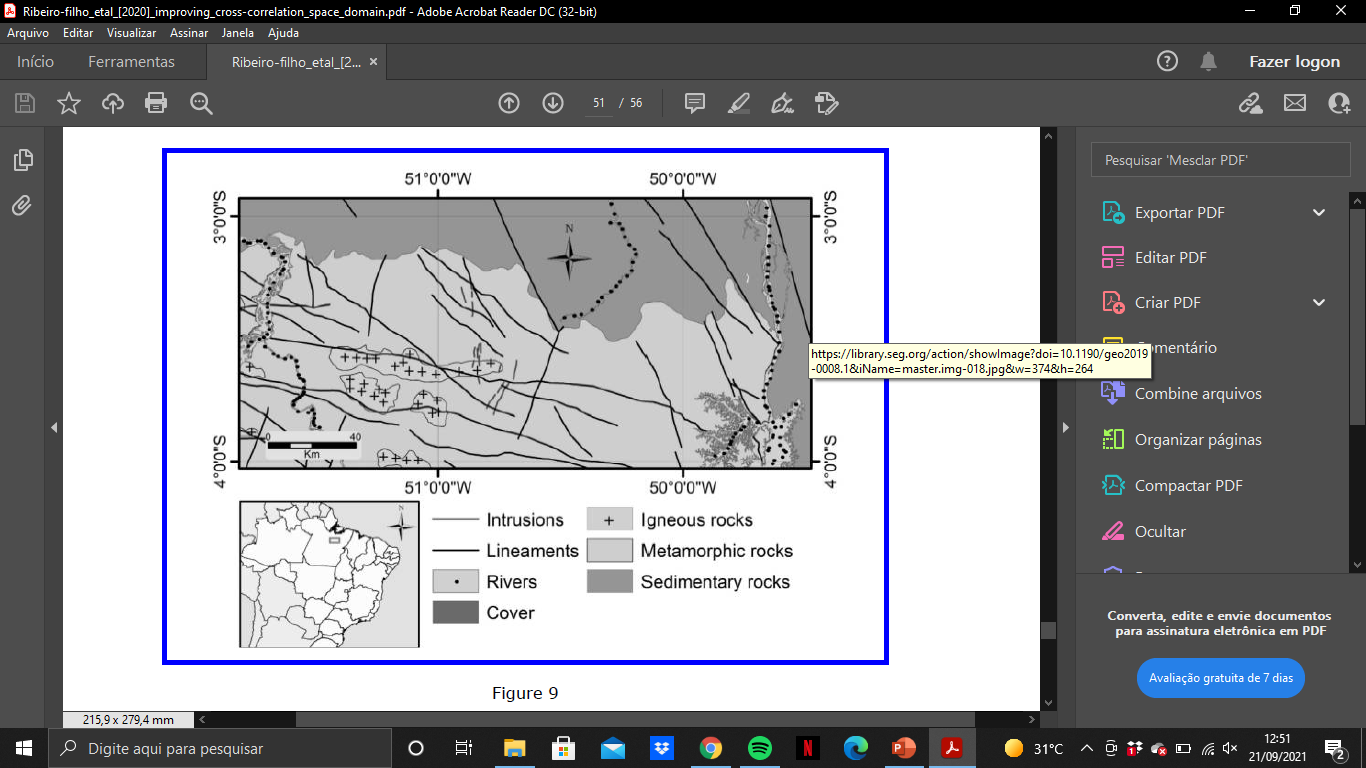 Ribeiro-filho_etal_[2020]_improving_cross-correlation_space_domain.pdf - Adobe Acrobat Reader DC (32-bit)
Arquivo Editar Visualizar Assinar Janela Ajuda
Início Ferramentas Ribeiro-filho_etal_[2... × Fazer logon
51 / 56
51°0'0"W 50°0'0"W
3°0'0"S 3°0'0"S
N
0 40
Km
4°0'0"S 4°0'0"S
51°0'0"W 50°0'0"W
Intrusions Igneous rocks
Lineaments Metamorphic rocks
Rivers Sedimentary rocks
Cover
Figure 9
215,9 x 279,4 mm
https://library.seg.org/action/showImage?doi=10.1190/geo2019
-0008.1&iName=master.img-018.jpg&w=374&h=264
Pesquisar 'Mesclar PDF'
Exportar PDF
Editar PDF
Criar PDF
omentário
Combine arquivos
Organizar páginas
Compactar PDF
Ocultar
Converta, edite e envie documentos
para assinatura eletrônica em PDF
Avaliação gratuita de 7 dias
Digite aqui para pesquisar
31°C
12:51
21/09/2021
2